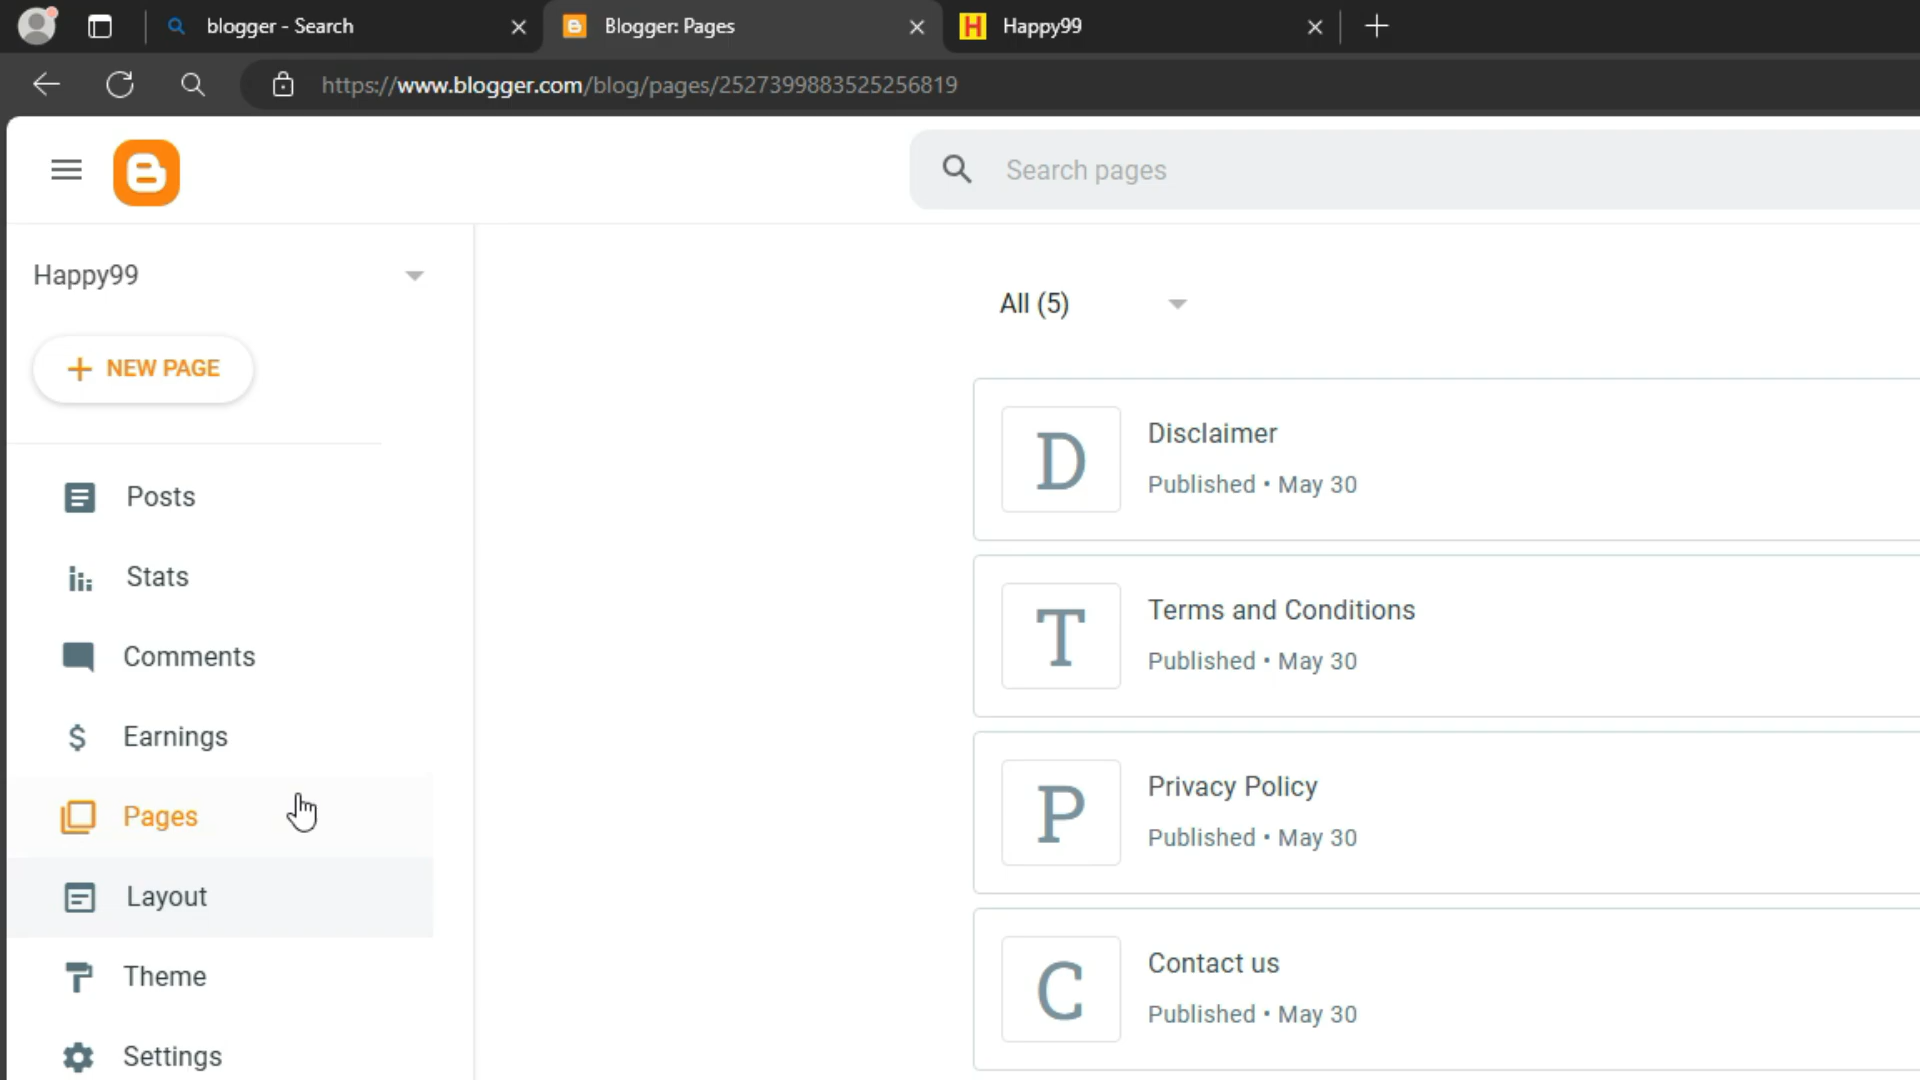 blogger - Search
Blogger: Pages
H
Happy99
https://www.blogger.com/blog/pages/2527399883525256819
Search pages
Happy99
NEW PAGE
Posts
Stats
Comments
Earnings
Pages
Layout
Theme
Settings
All (5)
D
Disclaimer
Published • May 30
T
Terms and Conditions
Published • May 30
P
Privacy Policy
Published • May 30
C
Contact us
Published • May 30